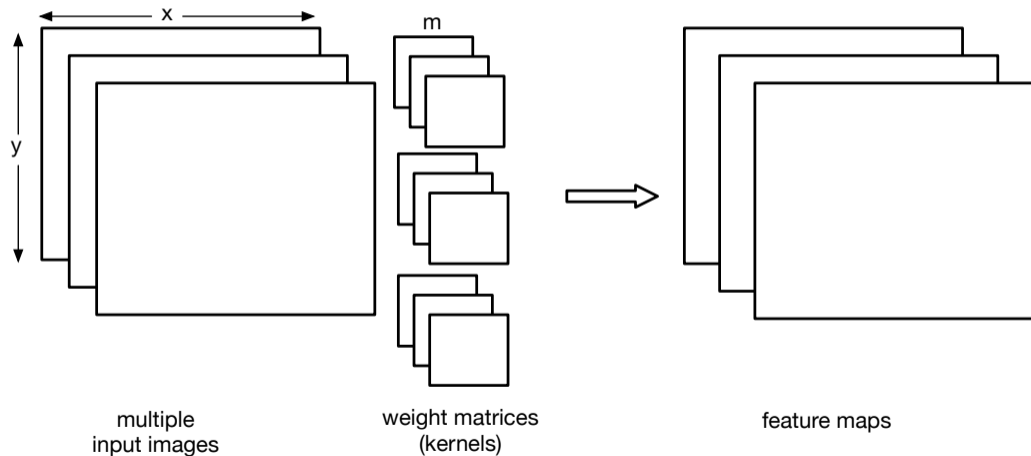 x
m
y
multiple
input images
weight matrices
(kernels)
feature maps